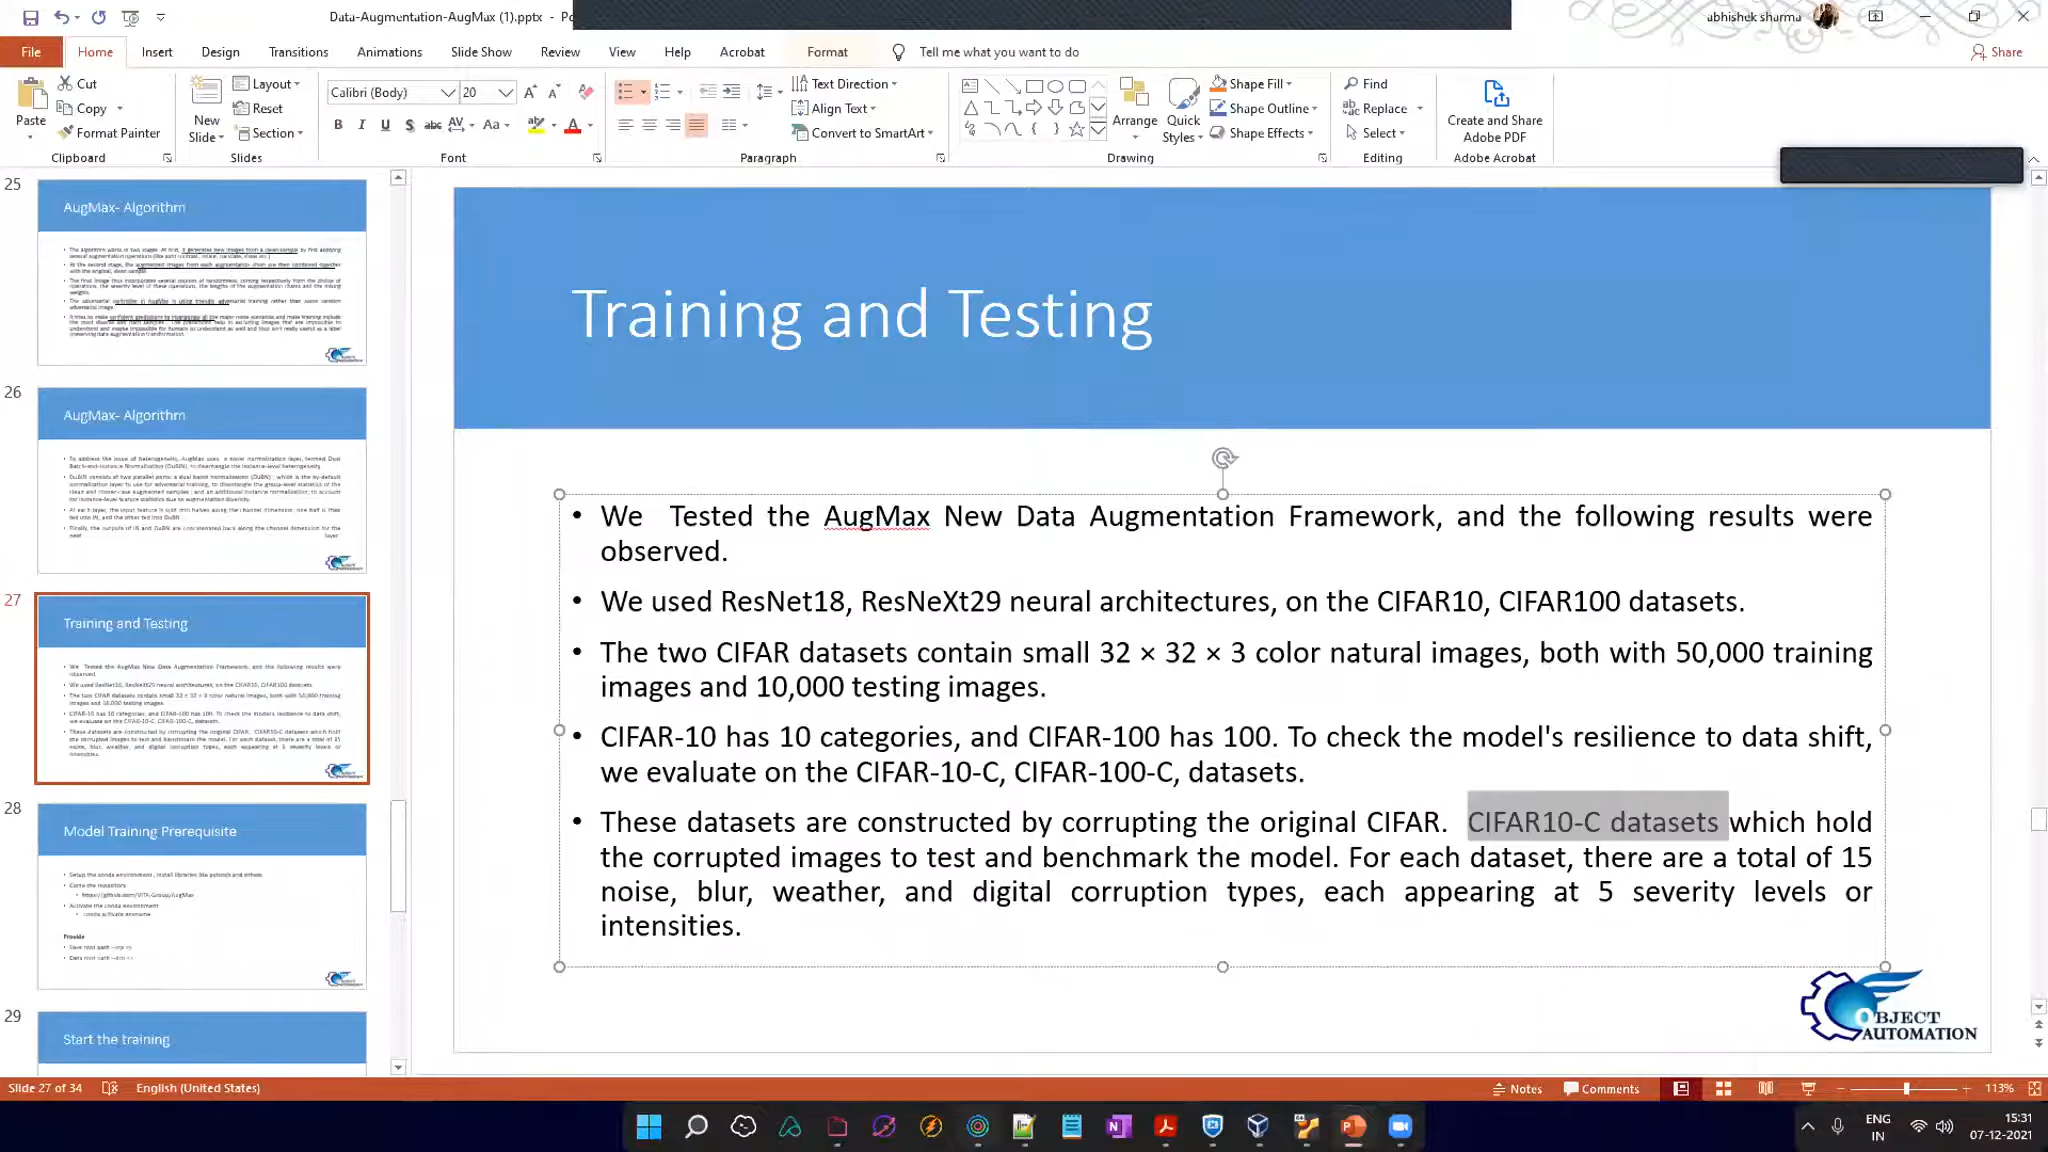 Data-Augmentation-AugMax (1).pptx - Po
abhishek sharma
File Home Insert Design Transitions Animations Slide Show Review View Help Acrobat Format Tell me what you want to do Share
Paste Cut Copy Format Painter Clipboard
New Slide Layout Reset Section Slides
Calibri (Body) 20 Font
Text Direction Align Text Convert to SmartArt Paragraph
Arrange Quick Styles Shape Fill Shape Outline Shape Effects Drawing
Find Replace Select Editing
Create and Share Adobe PDF Adobe Acrobat
25
AugMax- Algorithm
26
AugMax- Algorithm
27
Training and Testing
28
Model Training Prerequisite
Clone the repository
Activate the conda environment
Provide
29
Start the training
Training and Testing
• We Tested the AugMax New Data Augmentation Framework, and the following results were
observed.
• We used ResNet18, ResNeXt29 neural architectures, on the CIFAR10, CIFAR100 datasets.
• The two CIFAR datasets contain small 32 × 32 × 3 color natural images, both with 50,000 training
images and 10,000 testing images.
• CIFAR-10 has 10 categories, and CIFAR-100 has 100. To check the model's resilience to data shift,
we evaluate on the CIFAR-10-C, CIFAR-100-C, datasets.
• These datasets are constructed by corrupting the original CIFAR. CIFAR10-C datasets which hold
the corrupted images to test and benchmark the model. For each dataset, there are a total of 15
noise, blur, weather, and digital corruption types, each appearing at 5 severity levels or
intensities.
OBJECT
AUTOMATION
Slide 27 of 34 English (United States) Notes Comments 113%
ENG
IN
15:31
07-12-2021